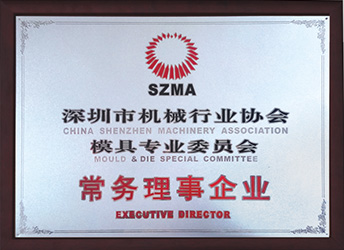 SZMA
深圳市机械行业协会
CHINA SHENZHEN MACHINERY ASSOCIATION
模具专业委员会
MOULD & DIE SPECIAL COMMITTEE
常务理事企业
EXECUTIVE DIRECTOR